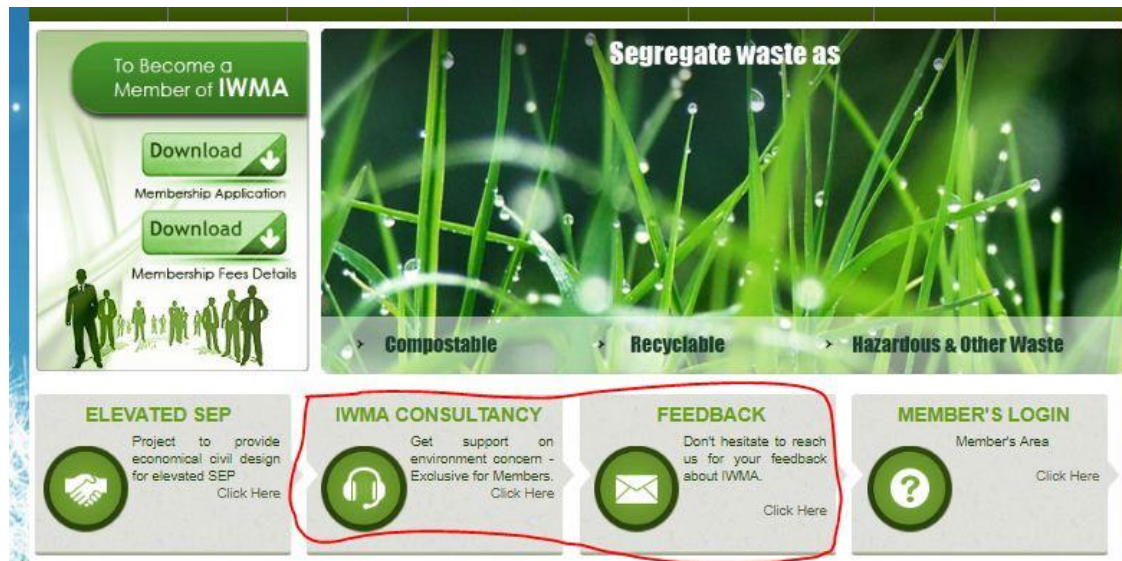 To Become a
Member of IWMA
Download
Membership Application
Download
Membership Fees Details
Segregate waste as
Compostable
Recyclable
Hazardous & Other Waste
ELEVATED SEP
Project to provide
economical civil design
for elevated SEP
Click Here
IWMA CONSULTANCY
Get support on
environment concern -
Exclusive for Members.
Click Here
FEEDBACK
Don't hesitate to reach
us for your feedback
about IWMA.
Click Here
MEMBER'S LOGIN
Member's Area
Click Here